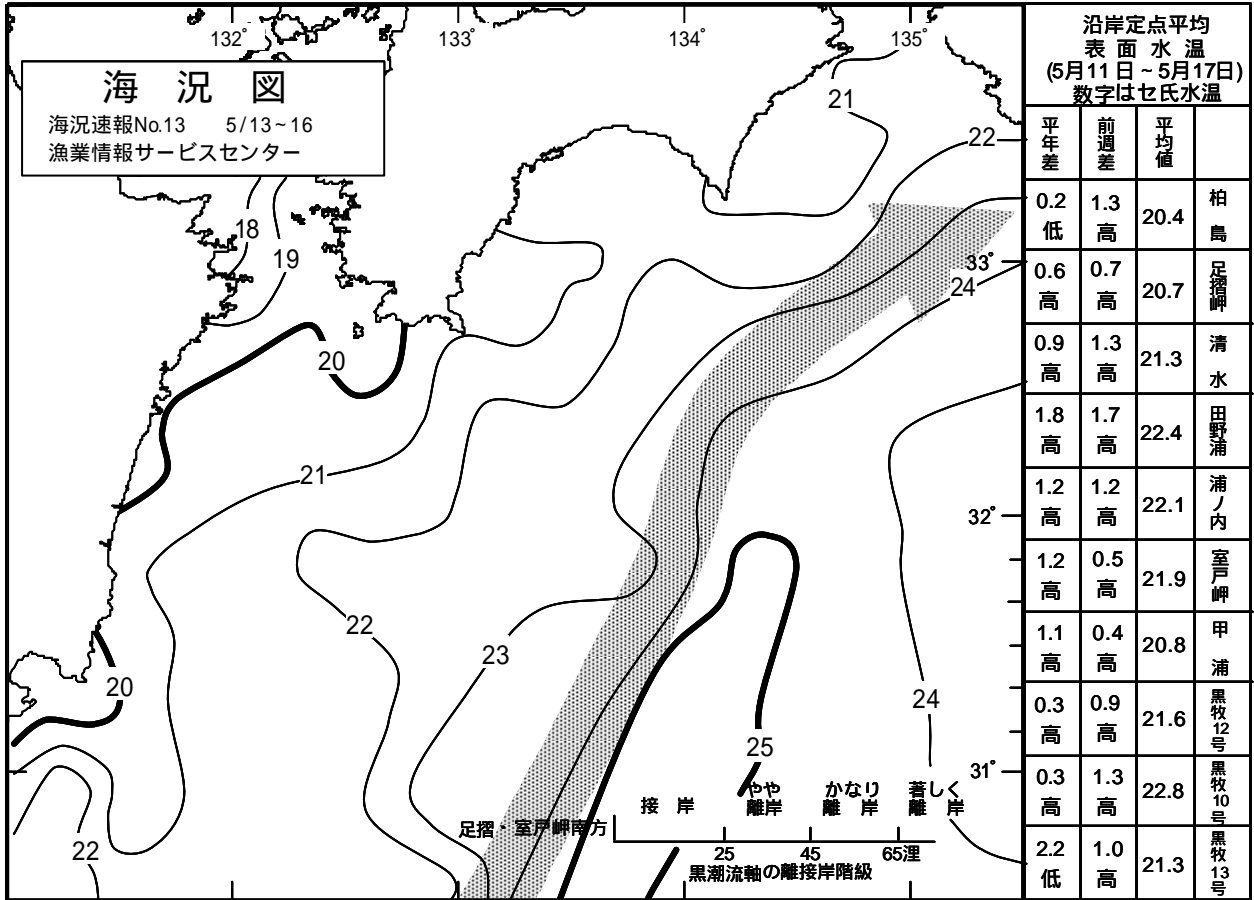 132°
133°
134°
135°
海 況 図
海況速報No.13 5/13~16
漁業情報サービスセンター
21
22
18
19
33°
24
20
21
32°
22
23
20
24
25
31°
22
接 岸
やや
離岸
かなり
離 岸
著しく
離 岸
足摺・室戸岬南方
25 45 65浬
黒潮流軸の離接岸階級
沿岸定点平均
表 面 水 温
(5月11日~5月17日)
数字はセ氏水温
平年差 前週差 平均値
0.2低 1.3高 20.4 柏島
0.6高 0.7高 20.7 足摺岬
0.9高 1.3高 21.3 清水
1.8高 1.7高 22.4 田野浦
1.2高 1.2高 22.1 浦ノ内
1.2高 0.5高 21.9 室戸岬
1.1高 0.4高 20.8 甲浦
0.3高 0.9高 21.6 黒牧12号
0.3高 1.3高 22.8 黒牧10号
2.2低 1.0高 21.3 黒牧13号